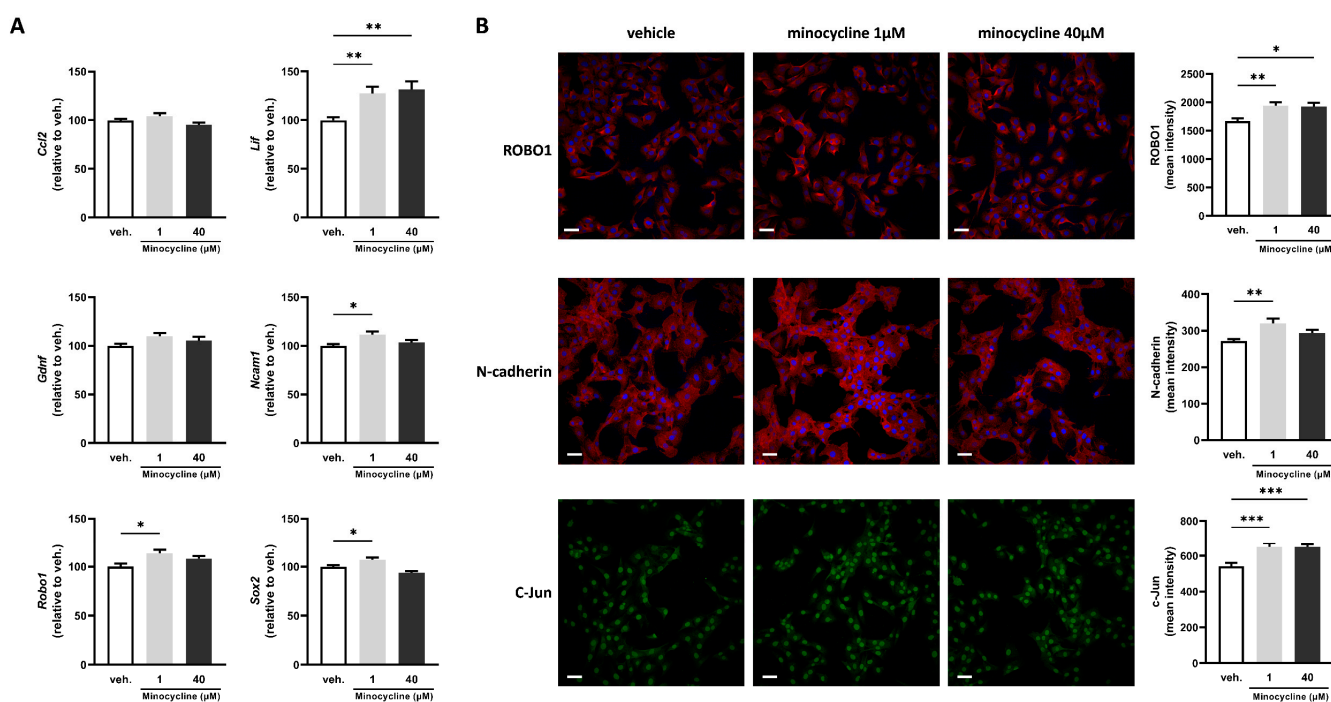 A
B
Ccl2
(relative to veh.)
150
100
50
0
veh.
1
40
Minocycline (µM)
Lif
(relative to veh.)
**
**
150
100
50
0
veh.
1
40
Minocycline (µM)
Gdnf
(relative to veh.)
150
100
50
0
veh.
1
40
Minocycline (µM)
Ncam1
(relative to veh.)
*
150
100
50
0
veh.
1
40
Minocycline (µM)
Robo1
(relative to veh.)
*
150
100
50
0
veh.
1
40
Minocycline (µM)
Sox2
(relative to veh.)
*
150
100
50
0
veh.
1
40
Minocycline (µM)
vehicle
minocycline 1µM
minocycline 40µM
ROBO1
ROBO1
(mean intensity)
*
**
2500
2000
1500
1000
500
0
veh.
1
40
Minocycline (µM)
N-cadherin
N-cadherin
(mean intensity)
**
400
300
200
100
0
veh.
1
40
Minocycline (µM)
C-Jun
c-Jun
(mean intensity)
***
***
800
600
400
200
0
veh.
1
40
Minocycline (µM)